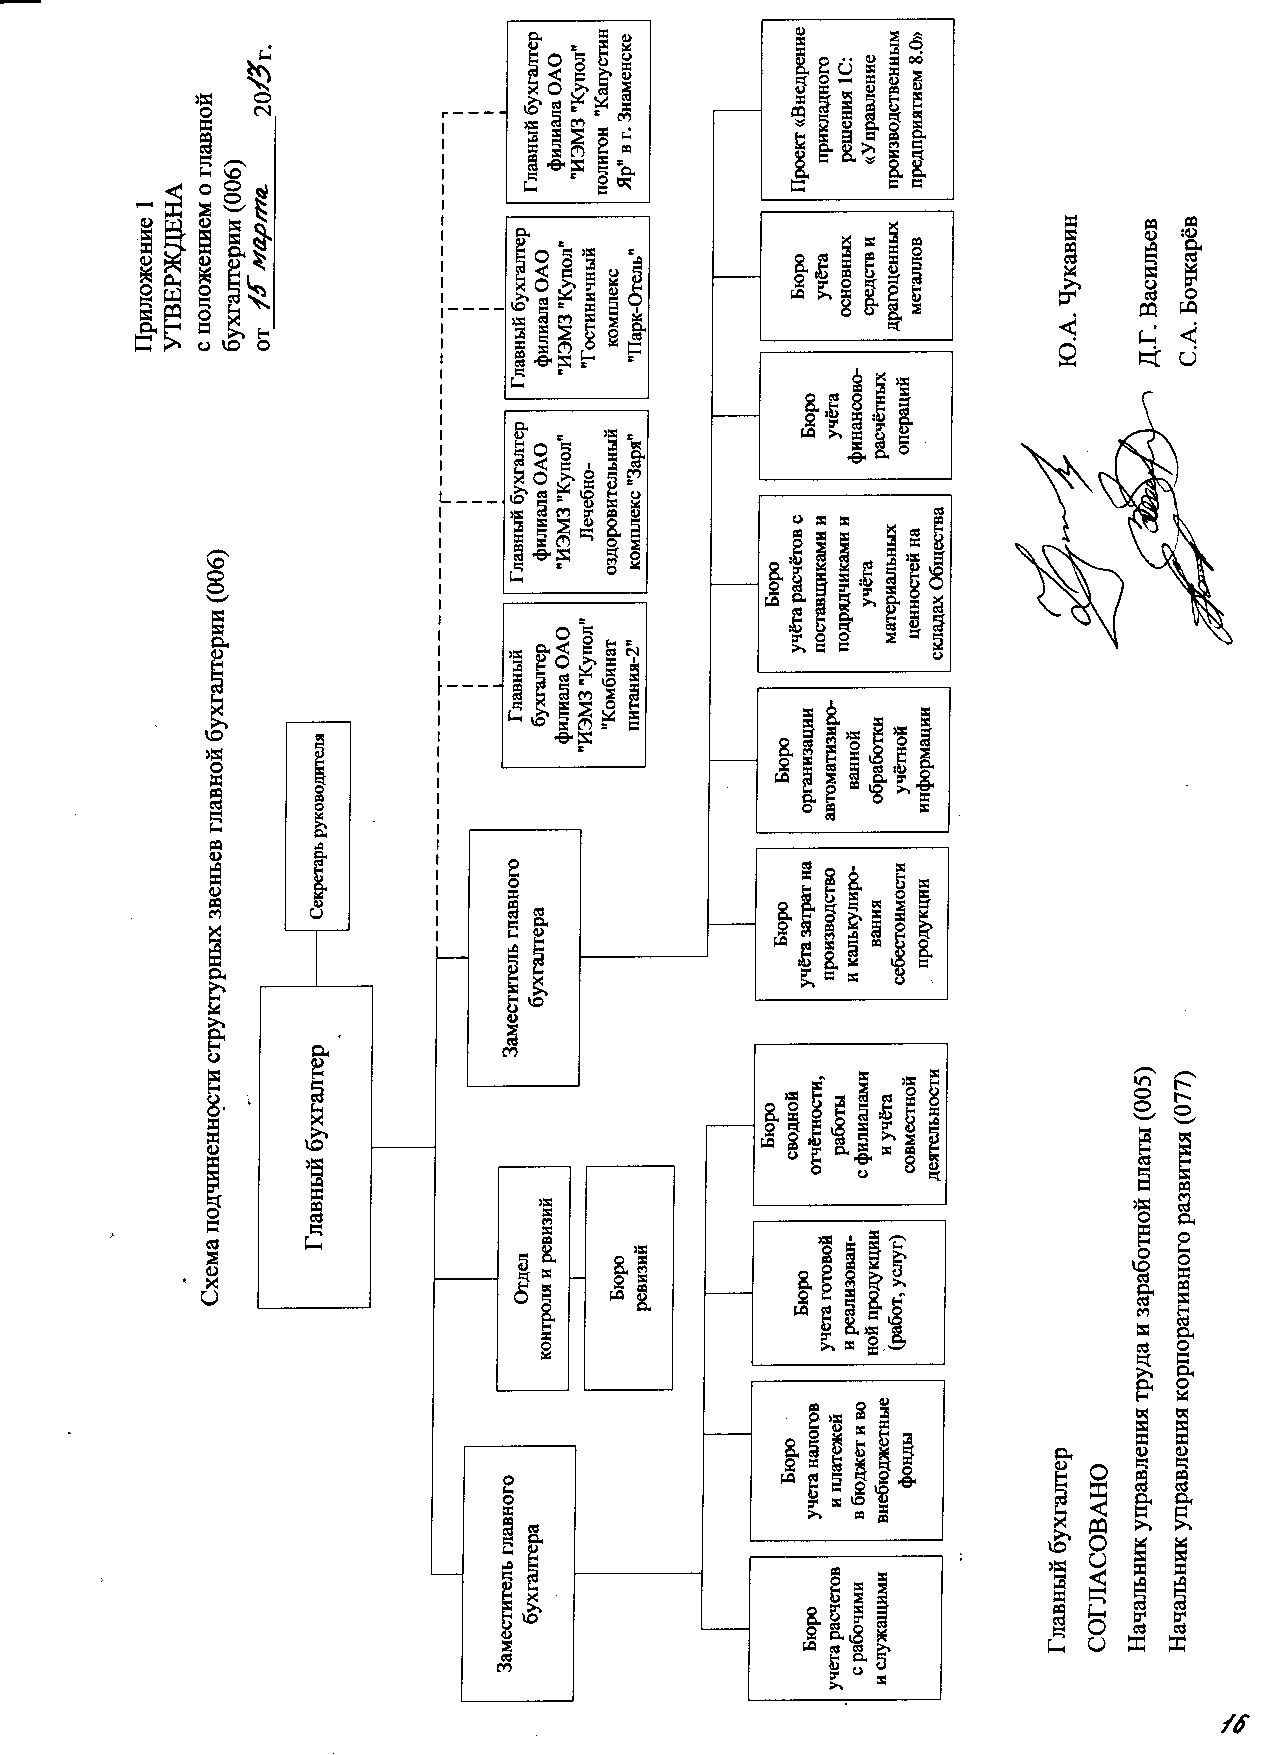 Приложение 1
УТВЕРЖДЕНА
с положением о главной
бухгалтерии (006)
от 15 марта 2013 г.
Схема подчиненности структурных звеньев главной бухгалтерии (006)
Главный бухгалтер
Секретарь руководителя
Заместитель главного
бухгалтера
Отдел
контроля и ревизий
Бюро
ревизий
Заместитель главного
бухгалтера
Главный
бухгалтер
филиала ОАО
"ИЭМЗ "Купол"
"Комбинат
питания-2"
Главный бухгалтер
филиала ОАО
"ИЭМЗ "Купол"
Лечебно-
оздоровительный
комплекс "Заря"
Главный бухгалтер
филиала ОАО
"ИЭМЗ "Купол"
"Гостиничный
комплекс
"Парк-Отель"
Главный бухгалтер
филиала ОАО
"ИЭМЗ "Купол"
полигон "Капустин
Яр" в г. Знаменске
Бюро
учета расчетов
с рабочими
и служащими
Бюро
учета налогов
и платежей
в бюджет и во
внебюджетные
фонды
Бюро
учета готовой
и реализован-
ной продукции
(работ, услуг)
Бюро
сводной
отчётности,
работы
с филиалами
и учёта
совместной
деятельности
Бюро
учёта затрат на
производство
и калькулиро-
вания
себестоимости
продукции
Бюро
организации
автоматизиро-
ванной
обработки
учётной
информации
Бюро
учёта расчётов с
поставщиками и
подрядчиками и
учёта
материальных
ценностей на
складах Общества
Бюро
учёта
финансово-
расчётных
операций
Бюро
учёта
основных
средств и
драгоценных
металлов
Проект «Внедрение
прикладного
решения 1С:
«Управление
производственным
предприятием 8.0»
Главный бухгалтер Ю.А. Чукавин
СОГЛАСОВАНО
Начальник управления труда и заработной платы (005) Д.Г. Васильев
Начальник управления корпоративного развития (077) С.А. Бочкарёв
16